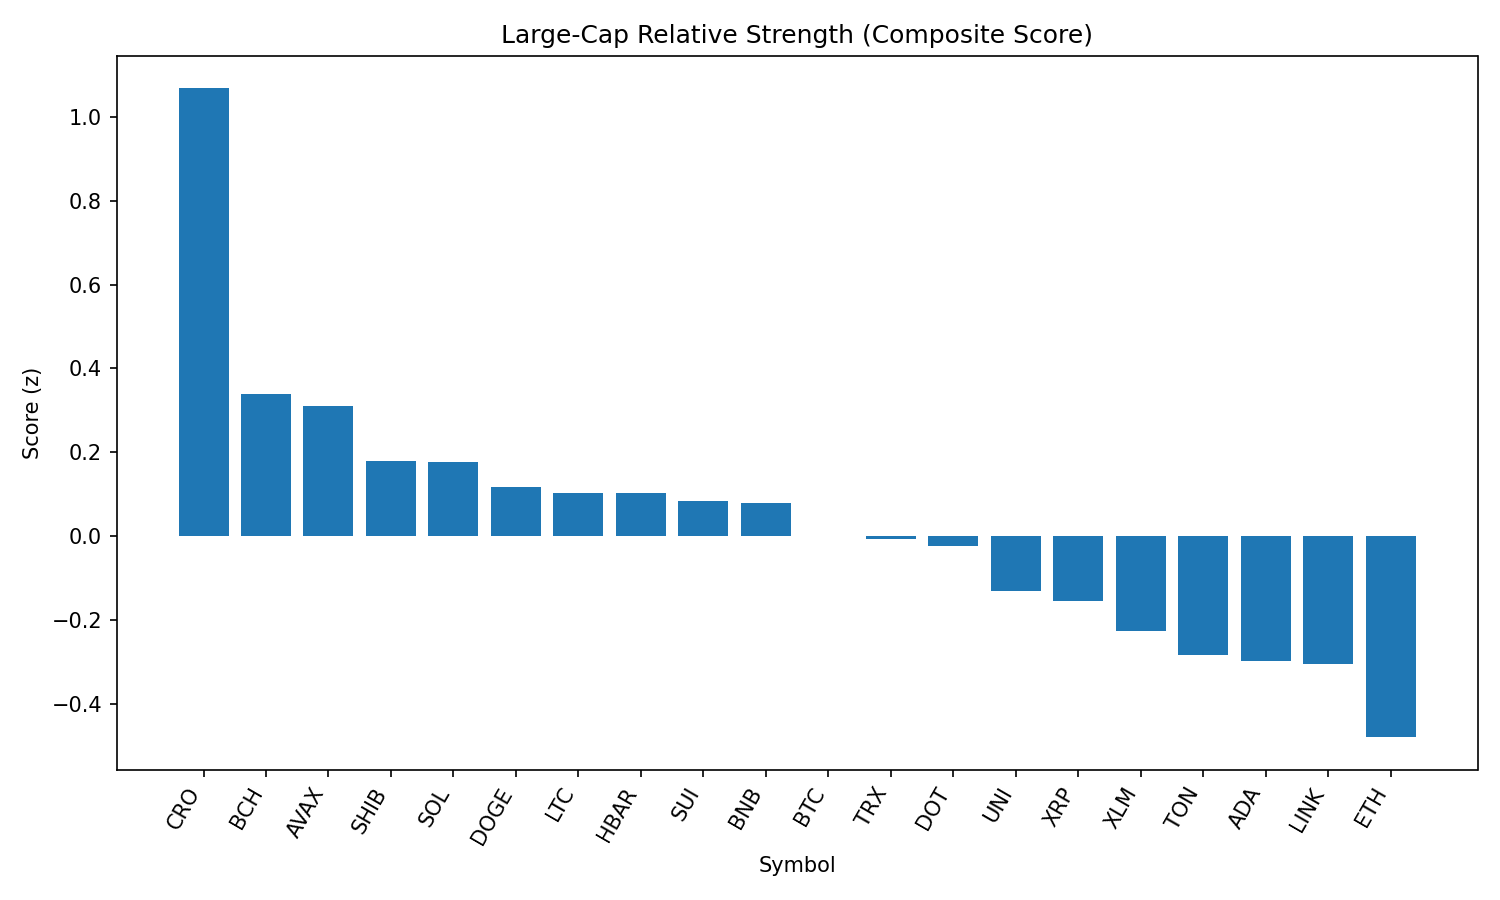 Large-Cap Relative Strength (Composite Score)
Score (z)
1.0
0.8
0.6
0.4
0.2
0.0
−0.2
−0.4
CRO
BCH
AVAX
SHIB
SOL
DOGE
LTC
HBAR
SUI
BNB
BTC
TRX
DOT
UNI
XRP
XLM
TON
ADA
LINK
ETH
Symbol